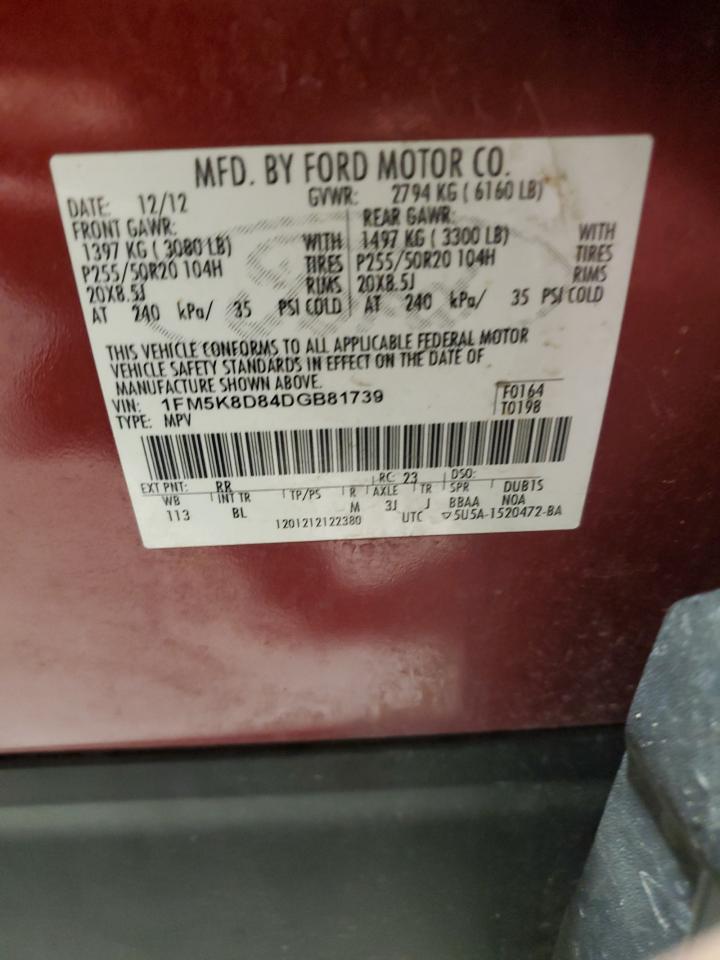 MFD. BY FORD MOTOR CO.
DATE: 12/12 GVWR: 2794 KG ( 6160 LB)
FRONT GAWR: REAR GAWR:
1397 KG ( 3080 LB) WITH 1497 KG ( 3300 LB) WITH
P255/50R20 104H TIRES P255/50R20 104H TIRES
20X8.5J RIMS 20X8.5J RIMS
AT 240 kPa/ 35 PSI COLD AT 240 kPa/ 35 PSI COLD
THIS VEHICLE CONFORMS TO ALL APPLICABLE FEDERAL MOTOR
VEHICLE SAFETY STANDARDS IN EFFECT ON THE DATE OF
MANUFACTURE SHOWN ABOVE.
VIN: 1FM5K8D84DGB81739 F0164
TYPE: MPV T0198
EXT PNT: RR RC: 23 DSO:
WB INT TR TP/PS R AXLE TR SPR DUB1S
113 BL M 3J J BBAA NOA
1201212122380 UTC ▽5U5A-1520472-BA